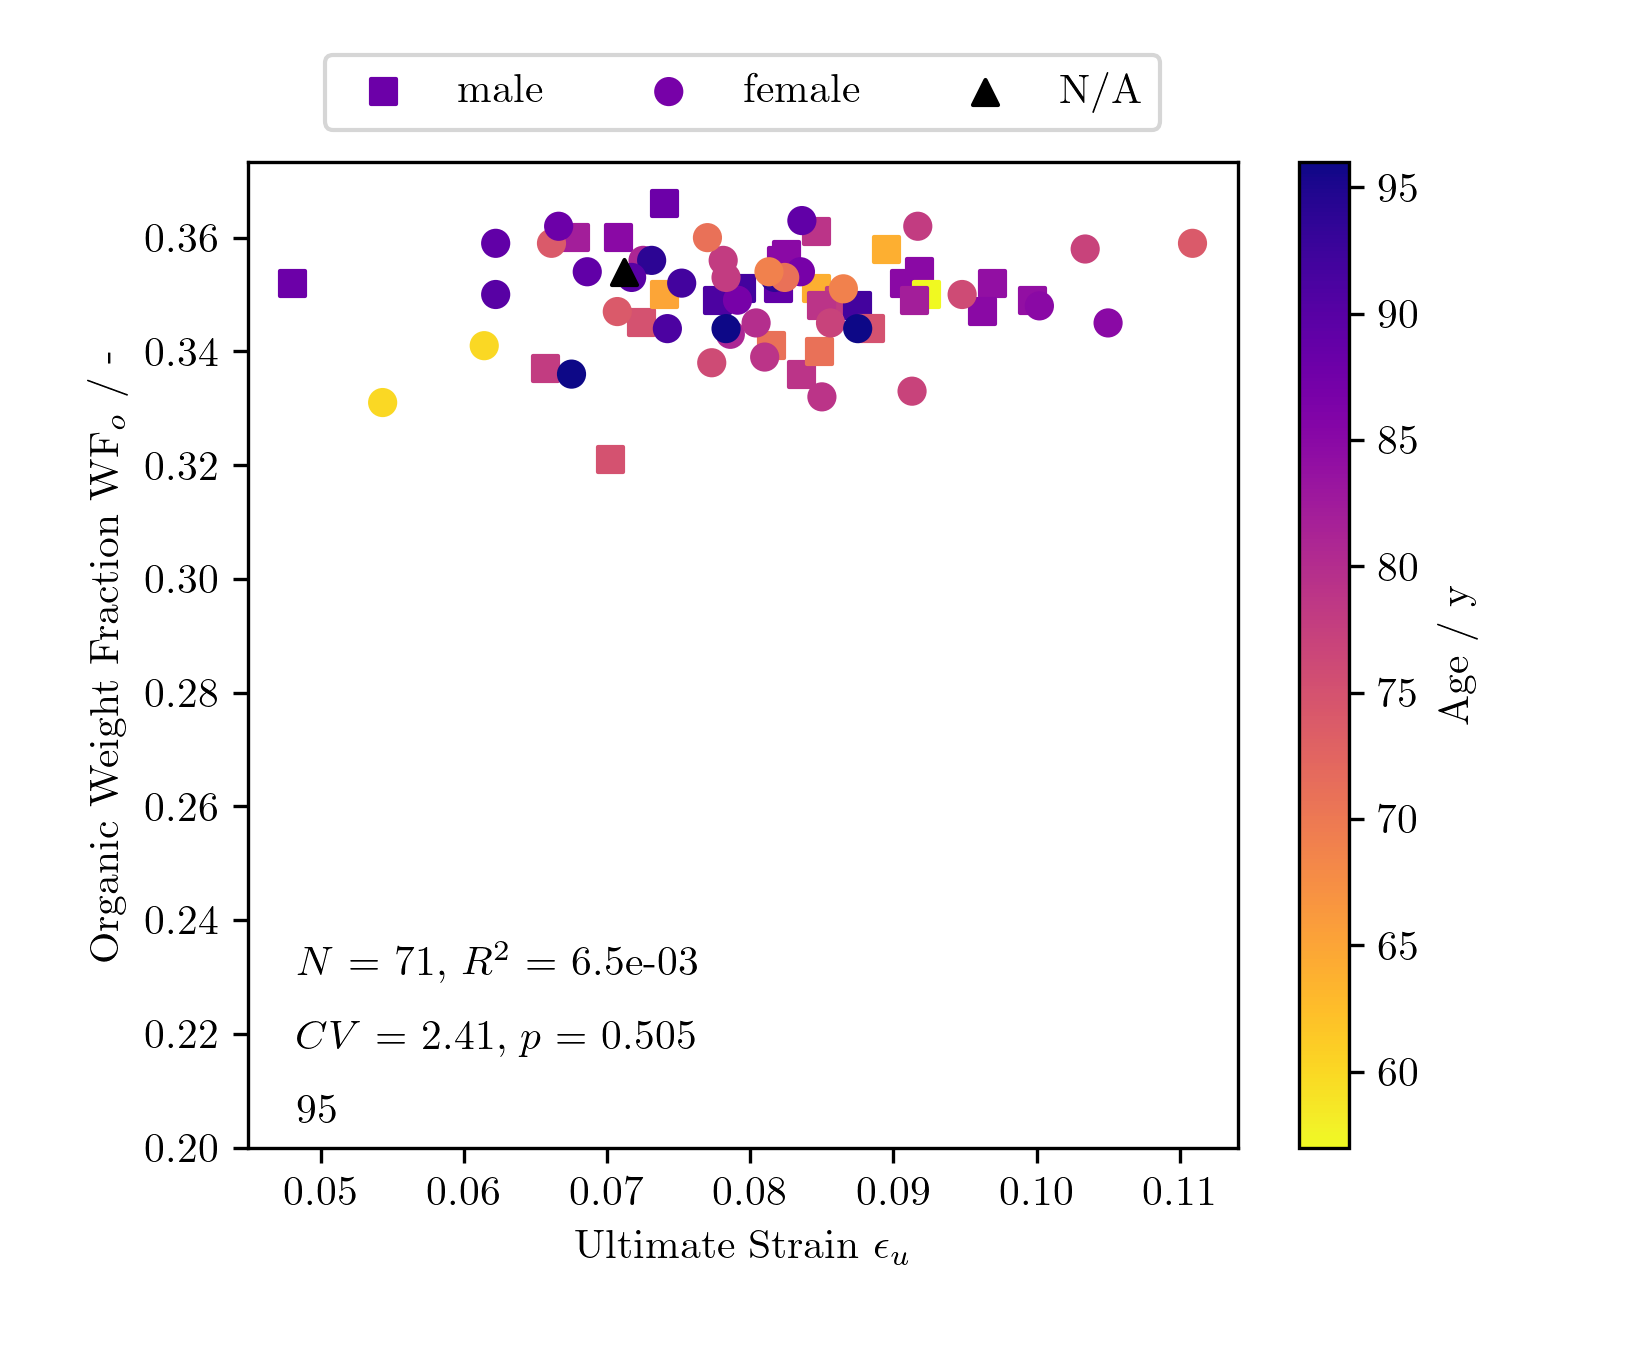 male female N/A
0.36
0.34
0.32
0.30
0.28
0.26
0.24
0.22
0.20
Organic Weight Fraction WFₒ / -
N = 71, R² = 6.5e-03
CV = 2.41, p = 0.505
95
0.05 0.06 0.07 0.08 0.09 0.10 0.11
Ultimate Strain ϵᵤ
95
90
85
80
75
70
65
60
Age / y